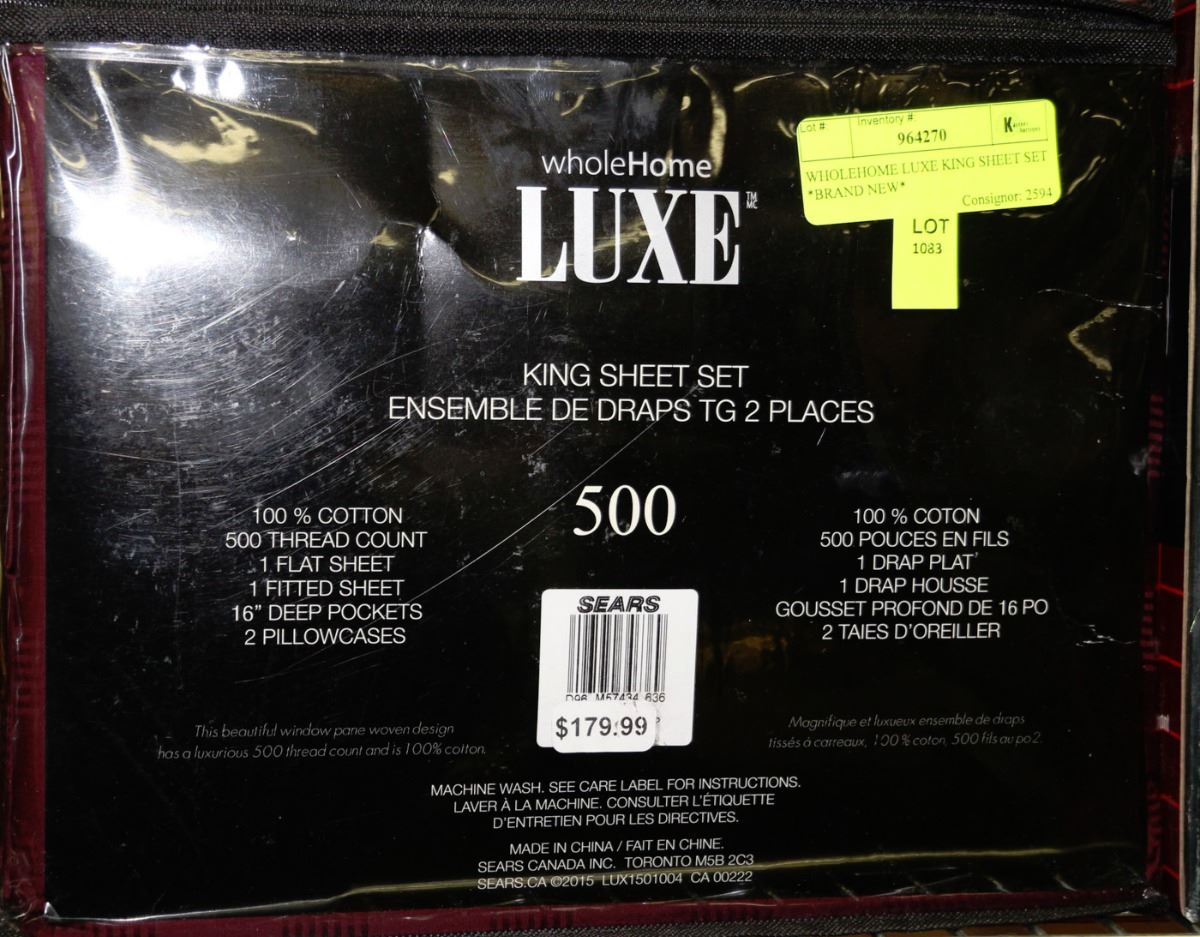 wholeHome
LUXE™
MC
Lot #: Inventory #:
964270
WHOLEHOME LUXE KING SHEET SET
*BRAND NEW*
Consignor: 2594
LOT
1083
KING SHEET SET
ENSEMBLE DE DRAPS TG 2 PLACES
500
100 % COTTON
500 THREAD COUNT
1 FLAT SHEET
1 FITTED SHEET
16” DEEP POCKETS
2 PILLOWCASES
100 % COTON
500 POUCES EN FILS
1 DRAP PLAT
1 DRAP HOUSSE
GOUSSET PROFOND DE 16 PO
2 TAIES D'OREILLER
SEARS
D96 M57434 836
$179.99
This beautiful window pane woven design
has a luxurious 500 thread count and is 100% cotton.
Magnifique et luxueux ensemble de draps
tissés à carreaux, 100 % coton, 500 fils au po2.
MACHINE WASH. SEE CARE LABEL FOR INSTRUCTIONS.
LAVER À LA MACHINE. CONSULTER L'ÉTIQUETTE
D'ENTRETIEN POUR LES DIRECTIVES.
MADE IN CHINA / FAIT EN CHINE.
SEARS CANADA INC. TORONTO M5B 2C3
SEARS.CA ©2015 LUX1501004 CA 00222